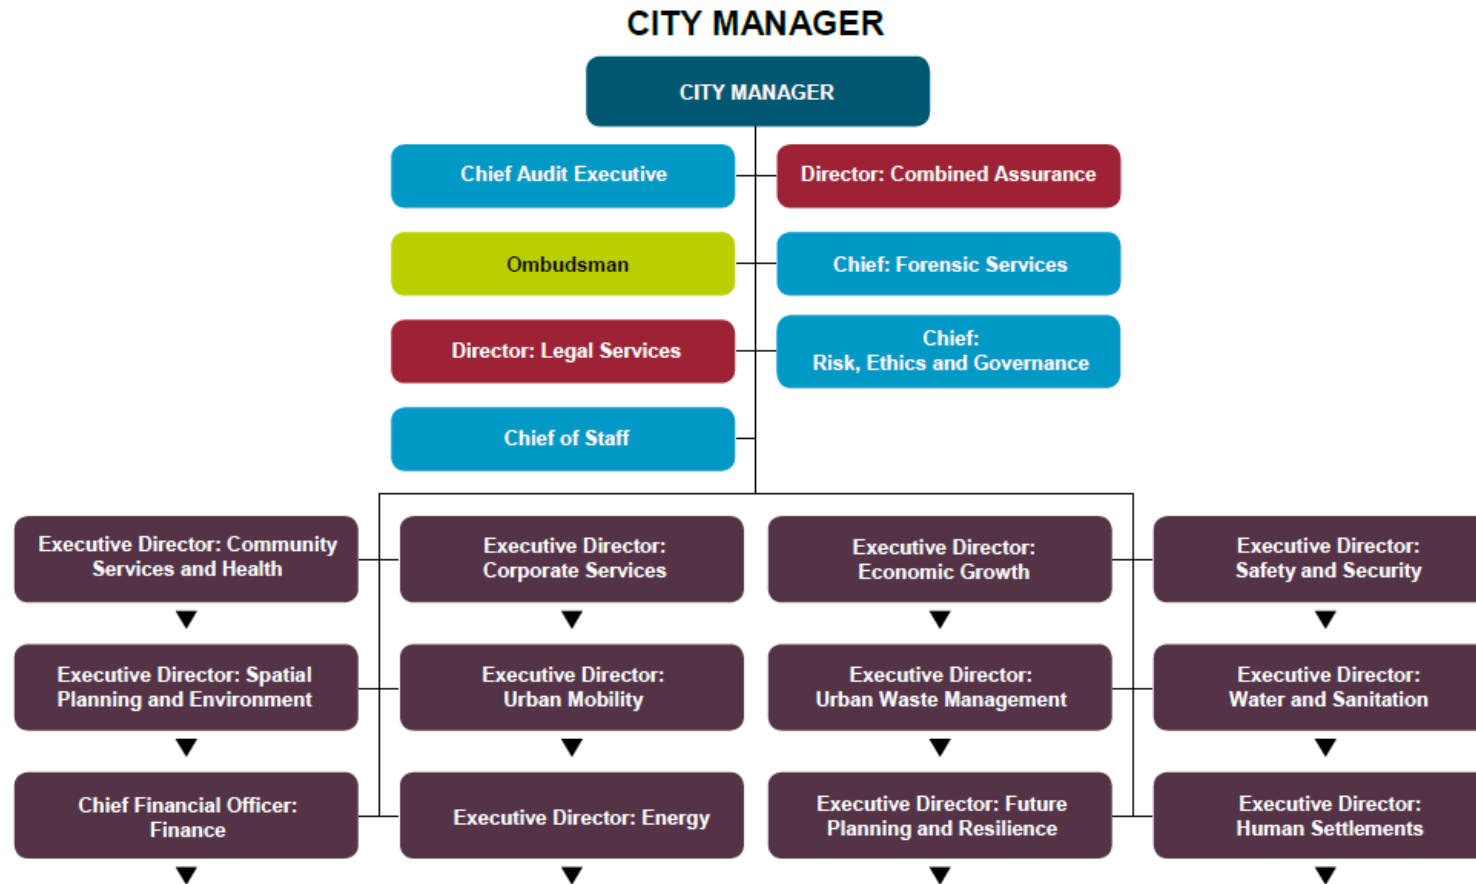 CITY MANAGER
CITY MANAGER
Chief Audit Executive
Director: Combined Assurance
Ombudsman
Chief: Forensic Services
Director: Legal Services
Chief:
Risk, Ethics and Governance
Chief of Staff
Executive Director: Community
Services and Health
Executive Director:
Corporate Services
Executive Director:
Economic Growth
Executive Director:
Safety and Security
Executive Director: Spatial
Planning and Environment
Executive Director:
Urban Mobility
Executive Director:
Urban Waste Management
Executive Director:
Water and Sanitation
Chief Financial Officer:
Finance
Executive Director: Energy
Executive Director: Future
Planning and Resilience
Executive Director:
Human Settlements